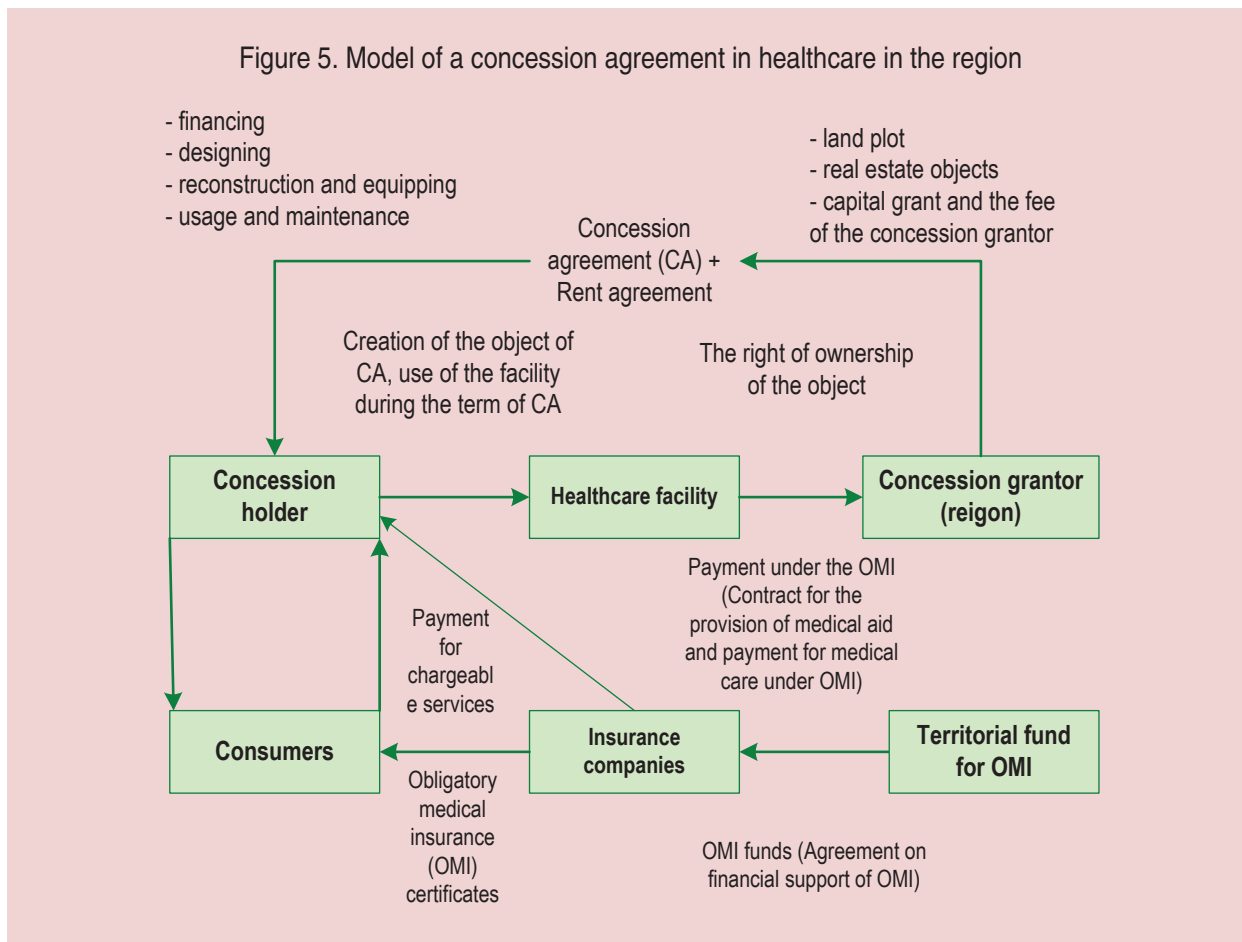 Figure 5. Model of a concession agreement in healthcare in the region
- financing
- designing
- reconstruction and equipping
- usage and maintenance
- land plot
- real estate objects
- capital grant and the fee
of the concession grantor
Concession
agreement (CA) +
Rent agreement
Creation of the object of
CA, use of the facility
during the term of CA
The right of ownership
of the object
Concession
holder
Healthcare facility
Concession grantor
(reigon)
Payment
for
chargeabl
e services
Payment under the OMI
(Contract for the
provision of medical aid
and payment for medical
care under OMI)
Consumers
Insurance
companies
Territorial fund
for OMI
Obligatory
medical
insurance
(OMI)
certificates
OMI funds (Agreement on
financial support of OMI)